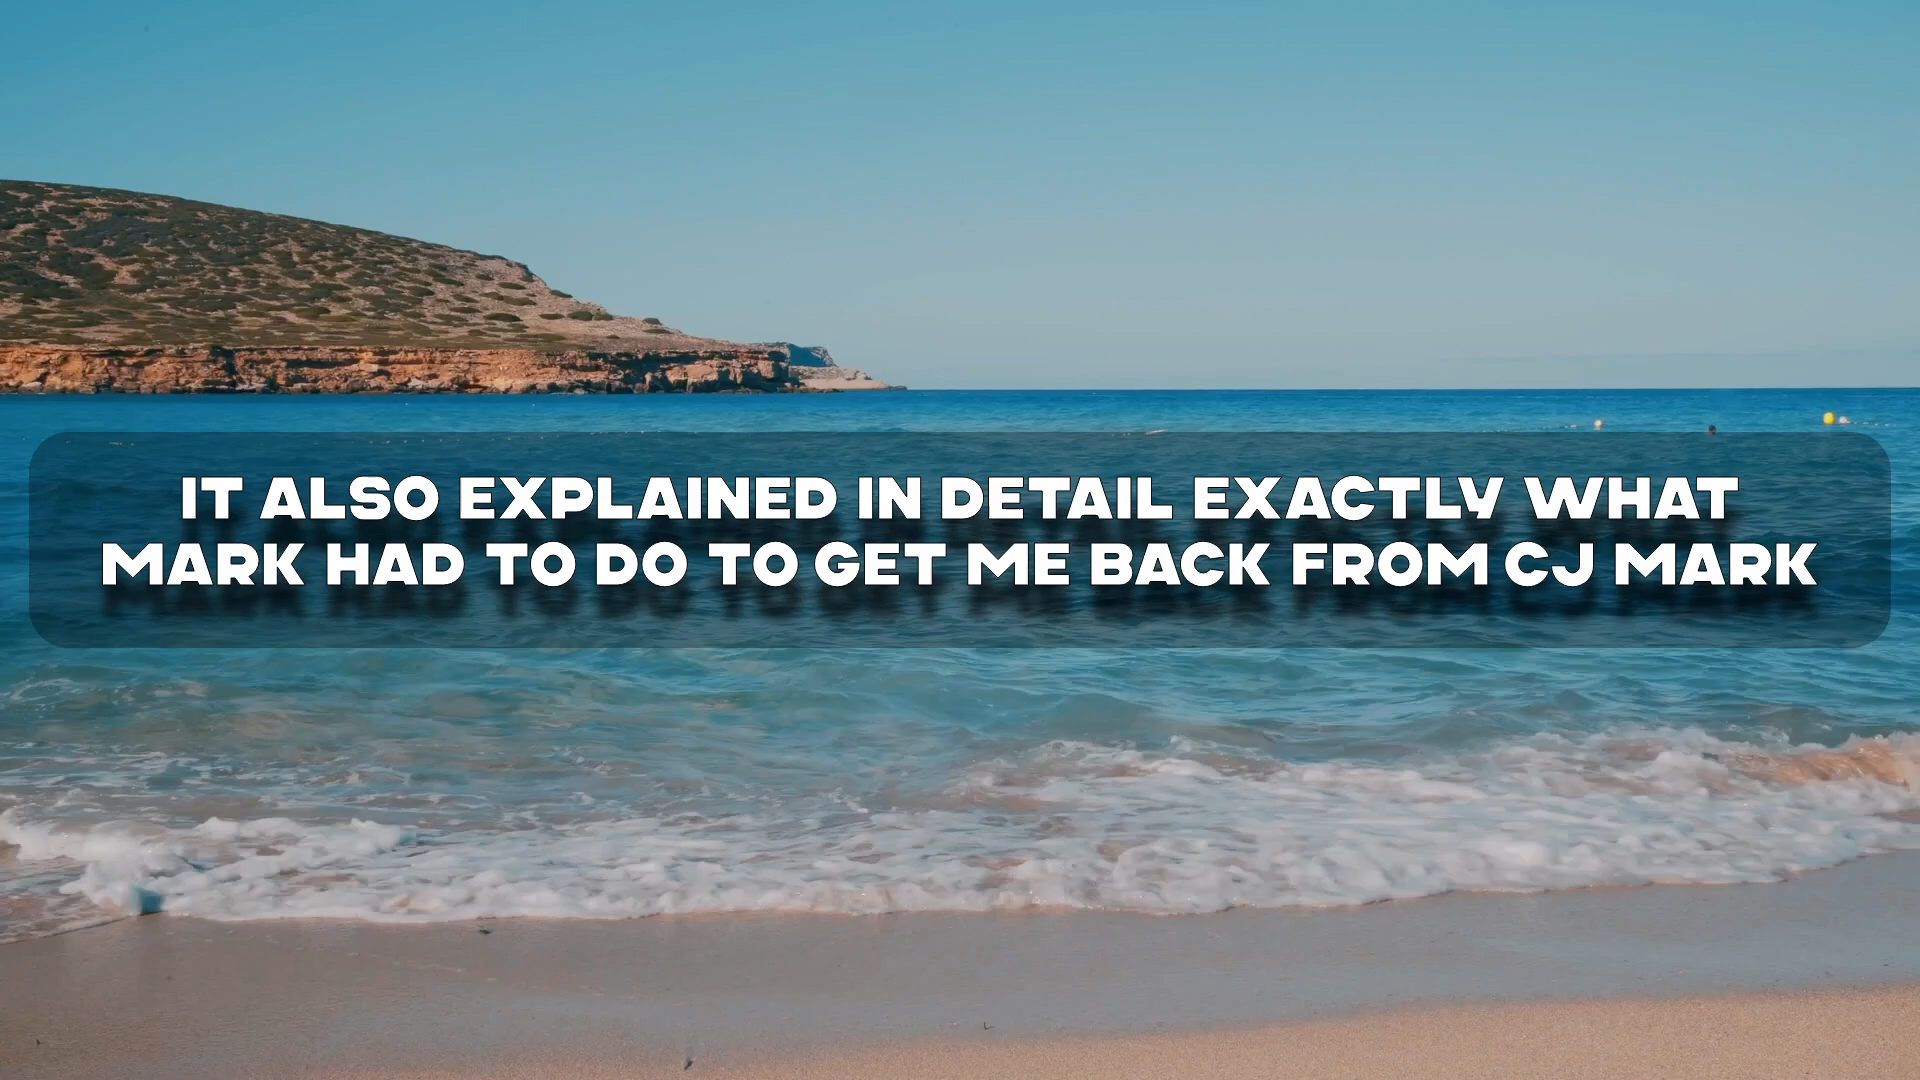 IT ALSO EXPLAINED IN DETAIL EXACTLY WHAT
MARK HAD TO DO TO GET ME BACK FROM CJ MARK